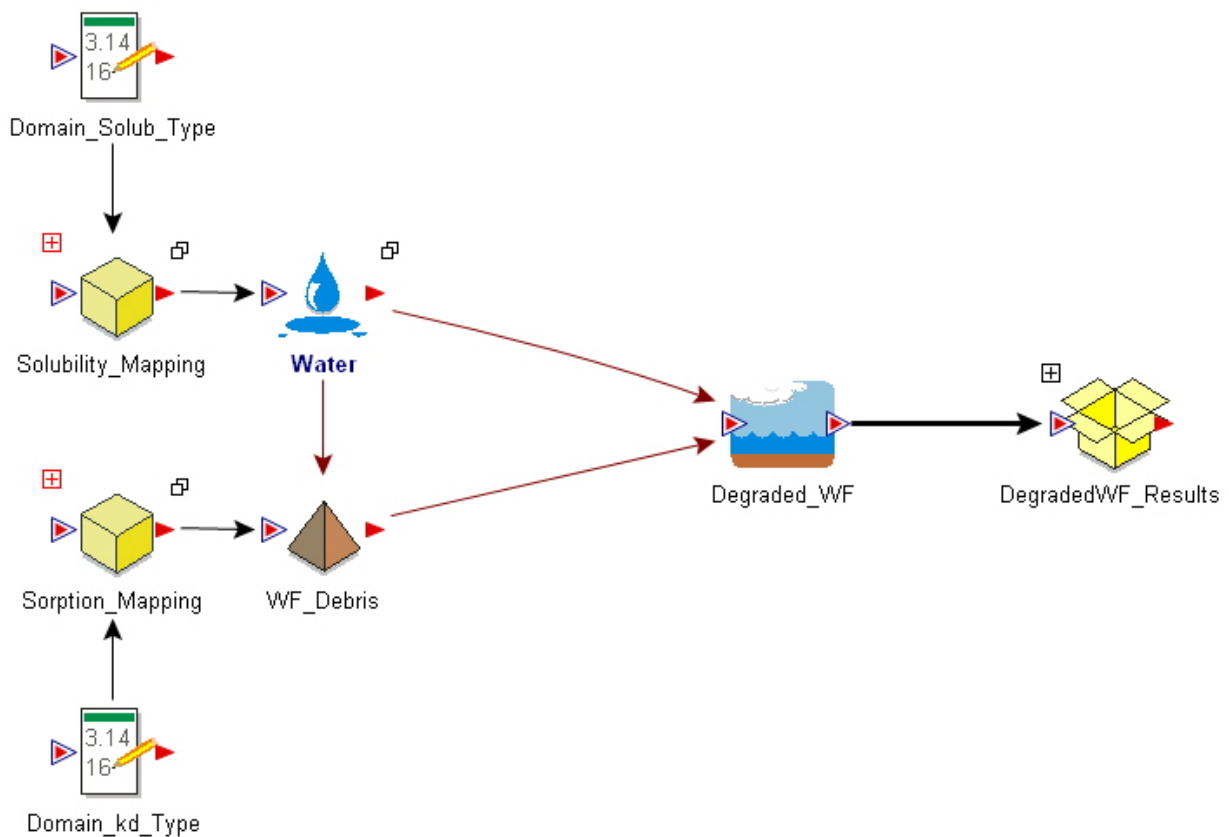 3.14
16
Domain_Solub_Type
Solubility_Mapping
Water
Degraded_WF
DegradedWF_Results
Sorption_Mapping
WF_Debris
3.14
16
Domain_kd_Type